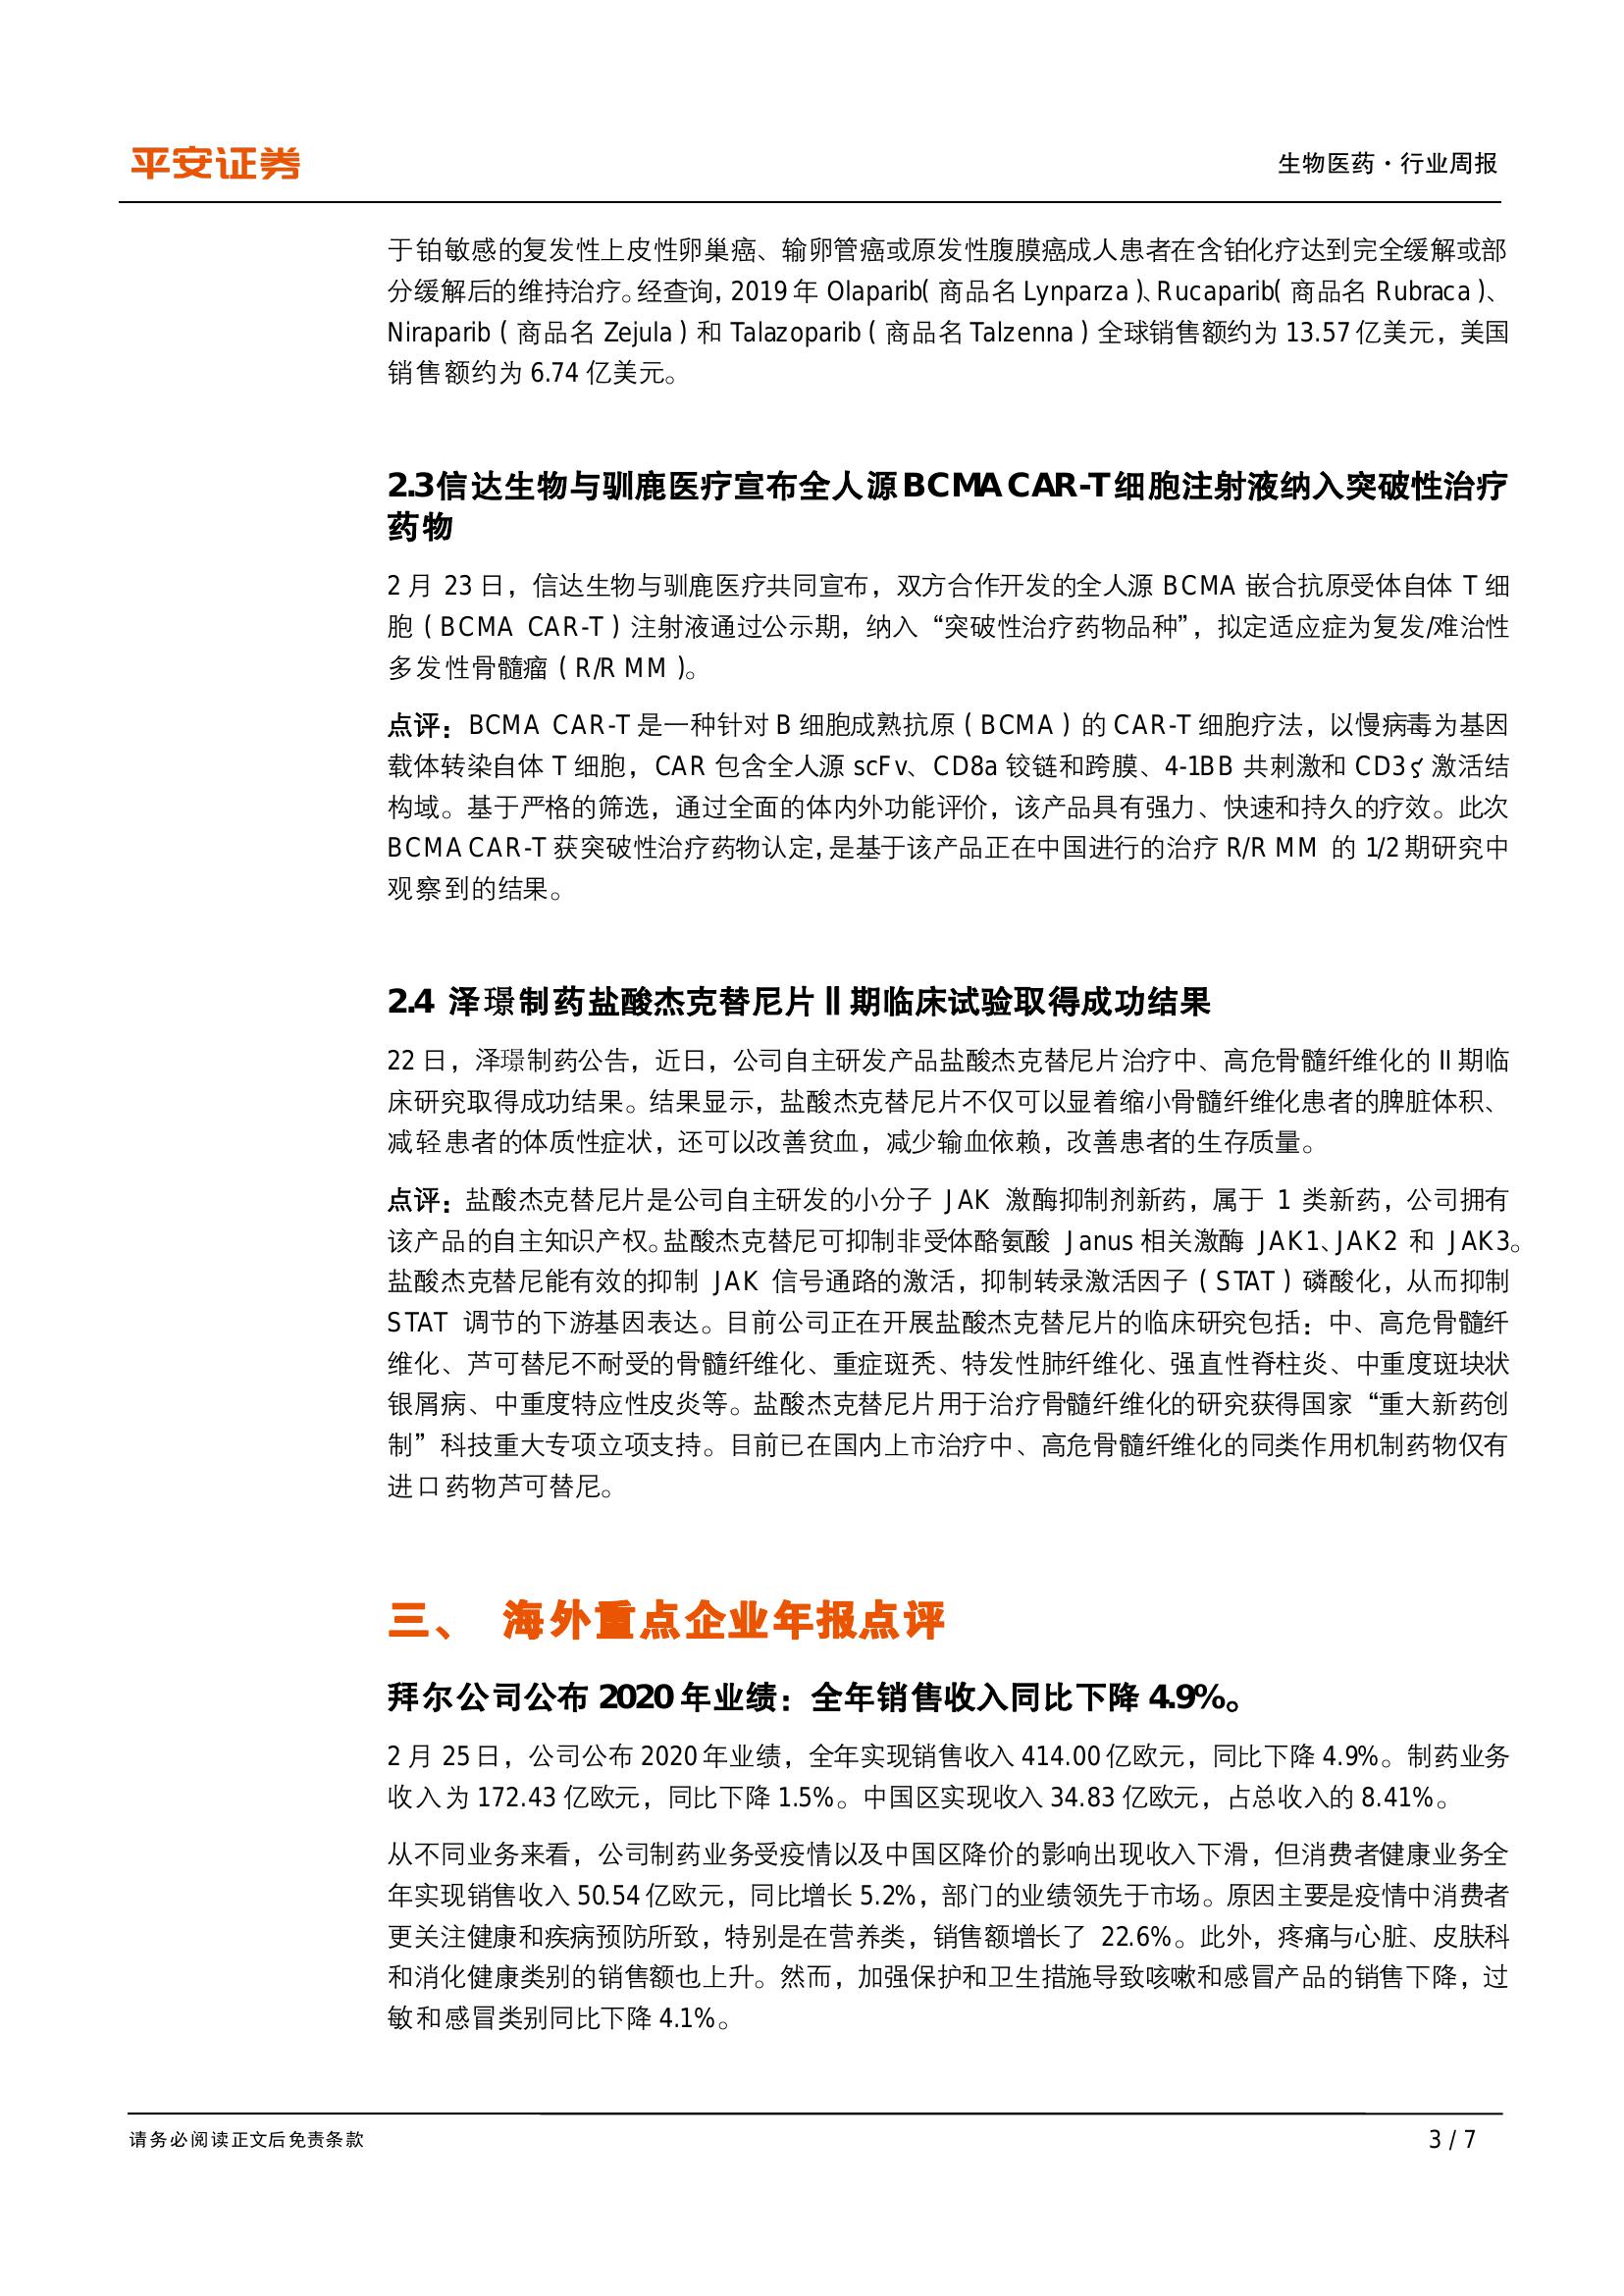 平安证券
生物医药·行业周报
于铂敏感的复发性上皮性卵巢癌、输卵管癌或原发性腹膜癌成人患者在含铂化疗达到完全缓解或部
分缓解后的维持治疗。经查询，2019 年 Olaparib（商品名 Lynparza）、Rucaparib（商品名 Rubraca）、
Niraparib（商品名 Zejula）和 Talazoparib（商品名 Talzenna）全球销售额约为 13.57 亿美元，美国
销售额约为 6.74 亿美元。
2.3信达生物与驯鹿医疗宣布全人源 BCMA CAR-T 细胞注射液纳入突破性治疗
药物
2 月 23 日，信达生物与驯鹿医疗共同宣布，双方合作开发的全人源 BCMA 嵌合抗原受体自体 T 细
胞（BCMA CAR-T）注射液通过公示期，纳入“突破性治疗药物品种”，拟定适应症为复发/难治性
多发性骨髓瘤（R/R MM）。
点评：BCMA CAR-T 是一种针对 B 细胞成熟抗原（BCMA）的 CAR-T 细胞疗法，以慢病毒为基因
载体转染自体 T 细胞，CAR 包含全人源 scFv、CD8a 铰链和跨膜、4-1BB 共刺激和 CD3ζ 激活结
构域。基于严格的筛选，通过全面的体内外功能评价，该产品具有强力、快速和持久的疗效。此次
BCMA CAR-T 获突破性治疗药物认定，是基于该产品正在中国进行的治疗 R/R MM 的 1/2 期研究中
观察到的结果。
2.4 泽璟制药盐酸杰克替尼片 II 期临床试验取得成功结果
22 日，泽璟制药公告，近日，公司自主研发产品盐酸杰克替尼片治疗中、高危骨髓纤维化的 II 期临
床研究取得成功结果。结果显示，盐酸杰克替尼片不仅可以显着缩小骨髓纤维化患者的脾脏体积、
减轻患者的体质性症状，还可以改善贫血，减少输血依赖，改善患者的生存质量。
点评：盐酸杰克替尼片是公司自主研发的小分子 JAK 激酶抑制剂新药，属于 1 类新药，公司拥有
该产品的自主知识产权。盐酸杰克替尼可抑制非受体酪氨酸 Janus 相关激酶 JAK1、JAK2 和 JAK3。
盐酸杰克替尼能有效的抑制 JAK 信号通路的激活，抑制转录激活因子（STAT）磷酸化，从而抑制
STAT 调节的下游基因表达。目前公司正在开展盐酸杰克替尼片的临床研究包括：中、高危骨髓纤
维化、芦可替尼不耐受的骨髓纤维化、重症斑秃、特发性肺纤维化、强直性脊柱炎、中重度斑块状
银屑病、中重度特应性皮炎等。盐酸杰克替尼片用于治疗骨髓纤维化的研究获得国家“重大新药创
制”科技重大专项立项支持。目前已在国内上市治疗中、高危骨髓纤维化的同类作用机制药物仅有
进口药物芦可替尼。
三、 海外重点企业年报点评
拜尔公司公布 2020 年业绩：全年销售收入同比下降 4.9%。
2 月 25 日，公司公布 2020 年业绩，全年实现销售收入 414.00 亿欧元，同比下降 4.9%。制药业务
收入为 172.43 亿欧元，同比下降 1.5%。中国区实现收入 34.83 亿欧元，占总收入的 8.41%。
从不同业务来看，公司制药业务受疫情以及中国区降价的影响出现收入下滑，但消费者健康业务全
年实现销售收入 50.54 亿欧元，同比增长 5.2%，部门的业绩领先于市场。原因主要是疫情中消费者
更关注健康和疾病预防所致，特别是在营养类，销售额增长了 22.6%。此外，疼痛与心脏、皮肤科
和消化健康类别的销售额也上升。然而，加强保护和卫生措施导致咳嗽和感冒产品的销售下降，过
敏和感冒类别同比下降 4.1%。
请务必阅读正文后免责条款
3 / 7